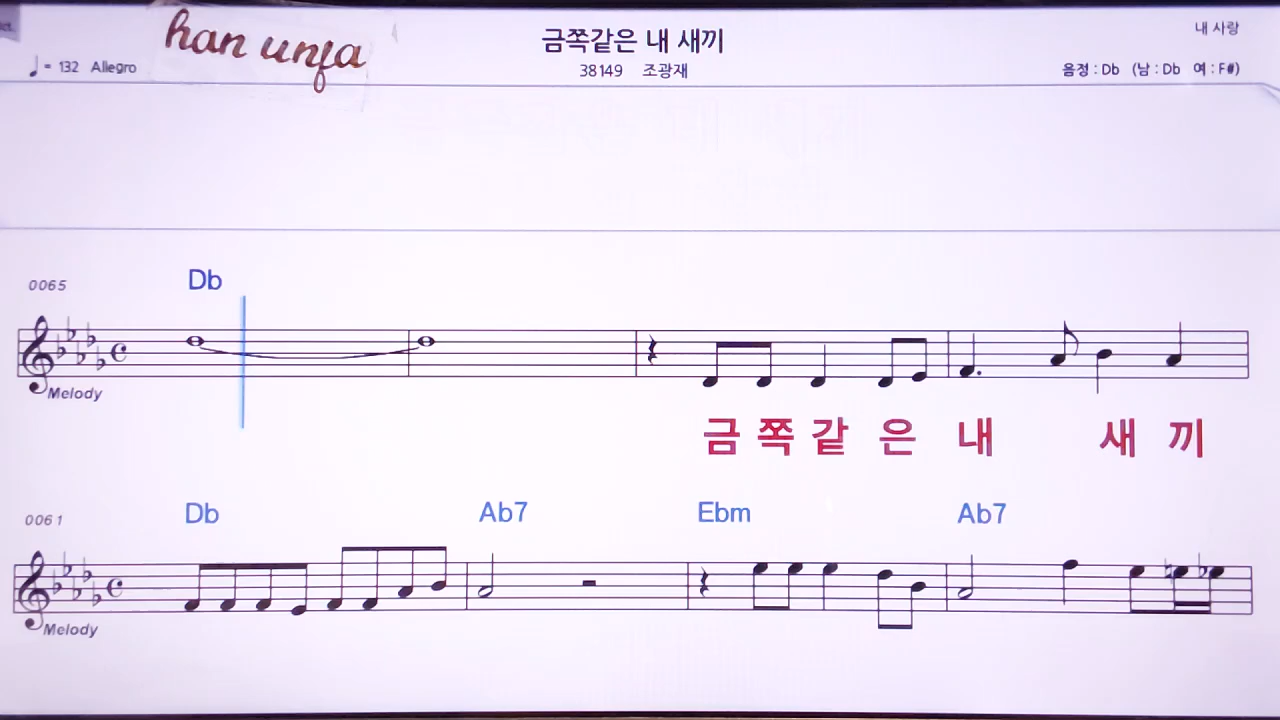 han unfa
금쪽같은 내 새끼
내 사랑
♩= 132 Allegro
38149 조광재
음정 : Db (남 : Db 여 : F#)
0065 Db
Melody
금 쪽 같 은 내 새 끼
0061 Db Ab7 Ebm Ab7
Melody